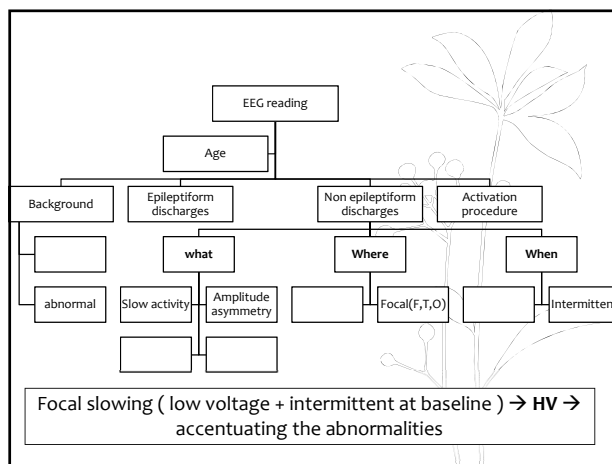 EEG reading
Age
Background
Epileptiform
discharges
Non epileptiform
discharges
Activation
procedure
what
Where
When
abnormal
Slow activity
Amplitude
asymmetry
Focal(F,T,O)
Intermitten
Focal slowing ( low voltage + intermittent at baseline ) → HV →
accentuating the abnormalities